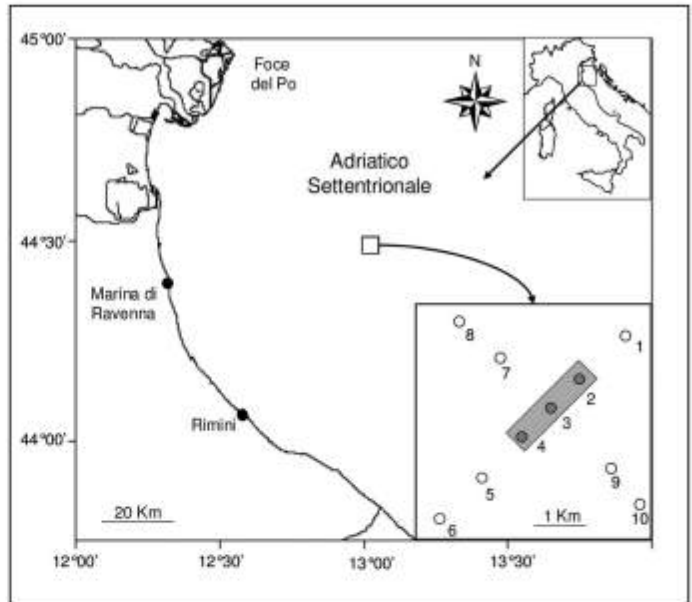 45°00'
Foce
del Po
N
Adriatico
Settentrionale
44°30'
Marina di
Ravenna
8
1
7
2
3
Rimini
4
44°00'
9
5
20 Km
6
1 Km
10
12°00'
12°30'
13°00'
13°30'